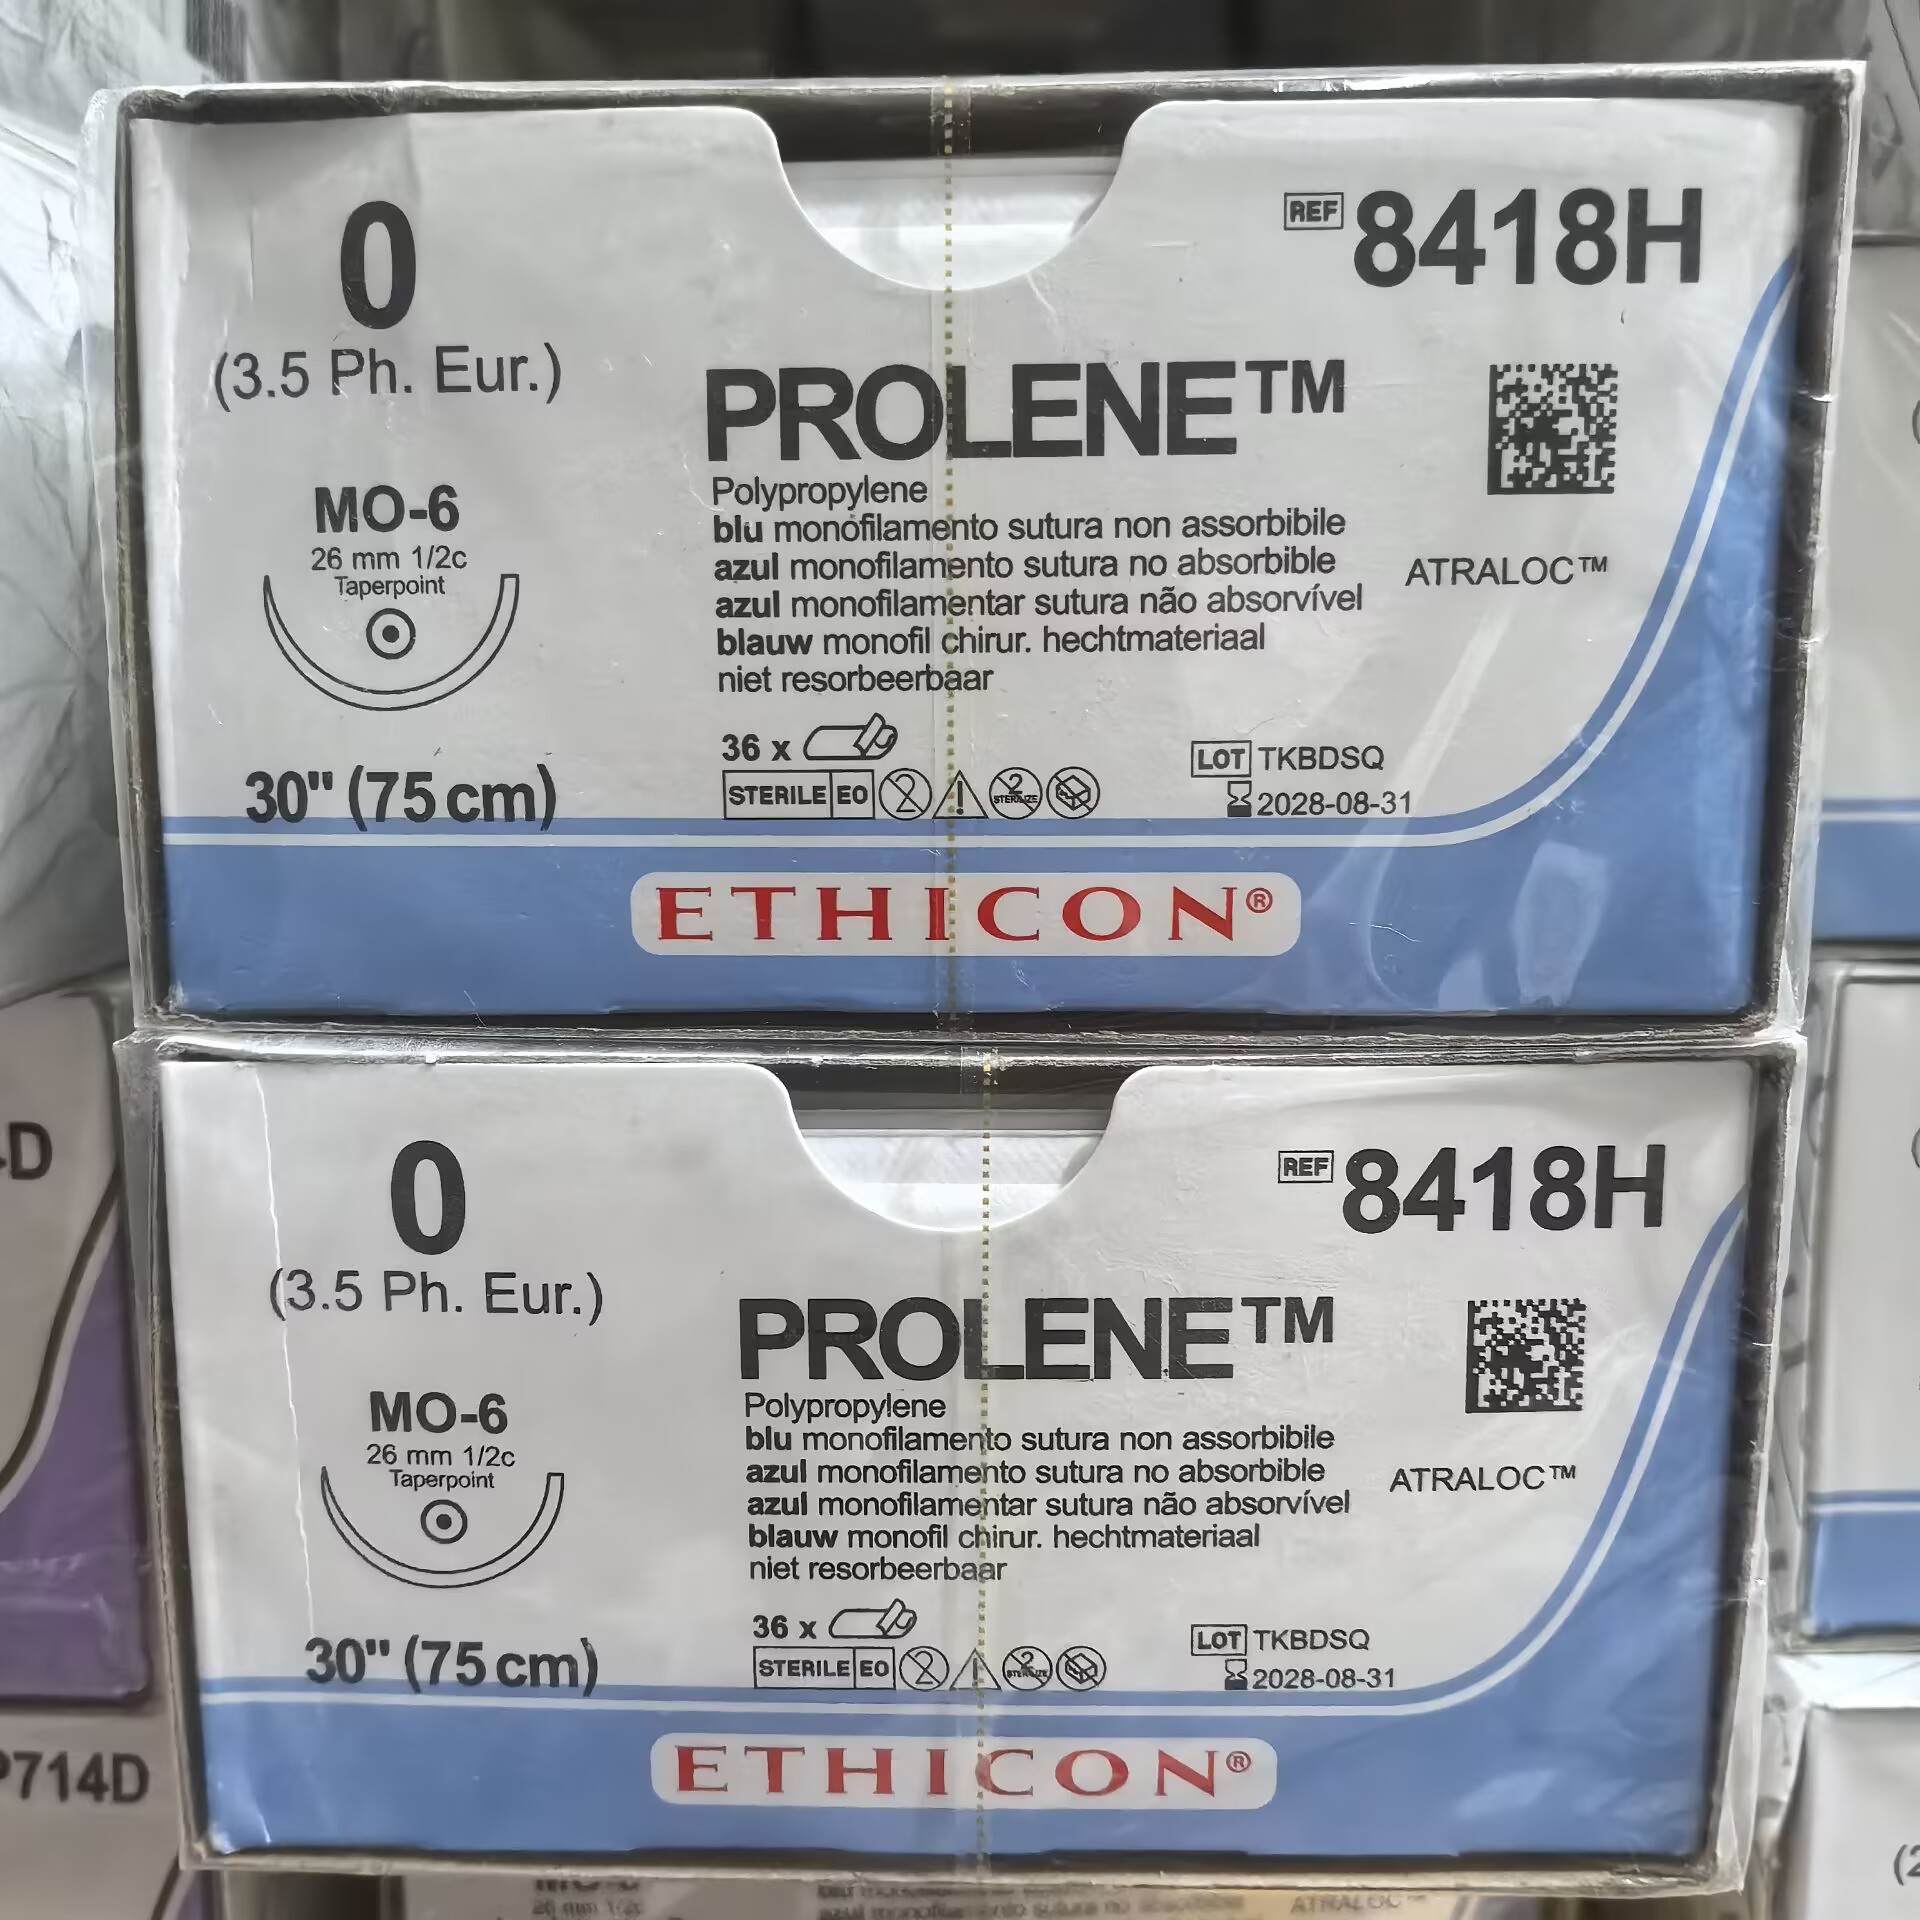 0
(3.5 Ph. Eur.)
MO-6
26 mm 1/2c
Taperpoint
30" (75 cm)
REF 8418H
PROLENE™
Polypropylene
blu monofilamento sutura non assorbibile
azul monofilamento sutura no absorbible
azul monofilamentar sutura não absorvível
blauw monofil chirur. hechtmateriaal
niet resorbeerbaar
ATRALOC™
36 x
STERILE EO
LOT TKBDSQ
2028-08-31
ETHICON®
0
(3.5 Ph. Eur.)
MO-6
26 mm 1/2c
Taperpoint
30" (75 cm)
REF 8418H
PROLENE™
Polypropylene
blu monofilamento sutura non assorbibile
azul monofilamento sutura no absorbible
azul monofilamentar sutura não absorvível
blauw monofil chirur. hechtmateriaal
niet resorbeerbaar
ATRALOC™
36 x
STERILE EO
LOT TKBDSQ
2028-08-31
ETHICON®
-D
P714D